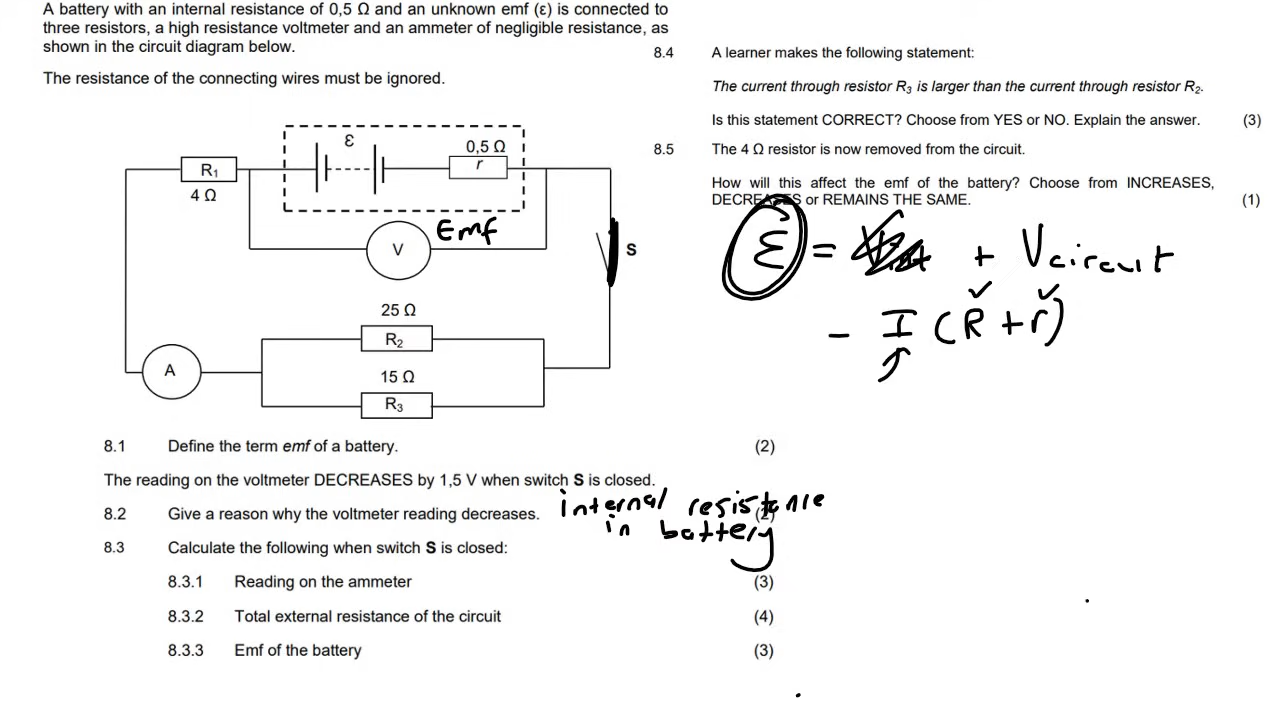 A battery with an internal resistance of 0,5 Ω and an unknown emf (ε) is connected to
three resistors, a high resistance voltmeter and an ammeter of negligible resistance, as
shown in the circuit diagram below.
The resistance of the connecting wires must be ignored.
ε
0,5 Ω
r
R₁
4 Ω
V
Emf
S
25 Ω
R₂
A
15 Ω
R₃
8.1 Define the term emf of a battery. (2)
The reading on the voltmeter DECREASES by 1,5 V when switch S is closed.
8.2 Give a reason why the voltmeter reading decreases. (2)
internal resistance
in battery
8.3 Calculate the following when switch S is closed:
8.3.1 Reading on the ammeter (3)
8.3.2 Total external resistance of the circuit (4)
8.3.3 Emf of the battery (3)
8.4 A learner makes the following statement:
The current through resistor R₃ is larger than the current through resistor R₂.
Is this statement CORRECT? Choose from YES or NO. Explain the answer. (3)
8.5 The 4 Ω resistor is now removed from the circuit.
How will this affect the emf of the battery? Choose from INCREASES,
DECREASES or REMAINS THE SAME. (1)
ε = + Vcircuit
- I (R + r)